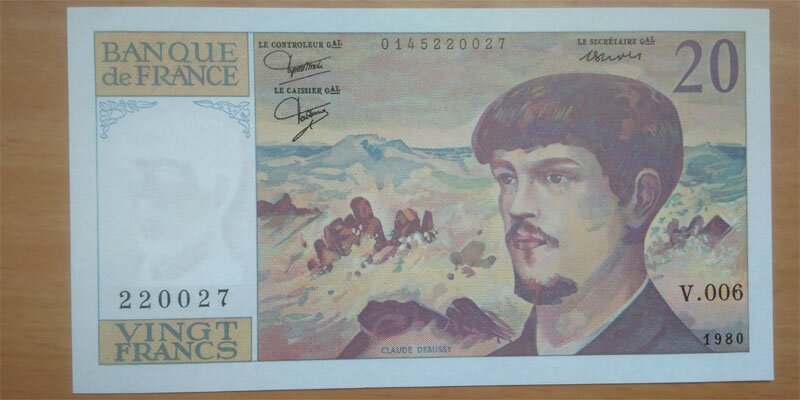 BANQUE
de FRANCE
LE CONTROLEUR GAL
0145220027
LE SECRÉTAIRE GAL
20
LE CAISSIER GAL
220027
V.006
VINGT
FRANCS
1980
CLAUDE DEBUSSY